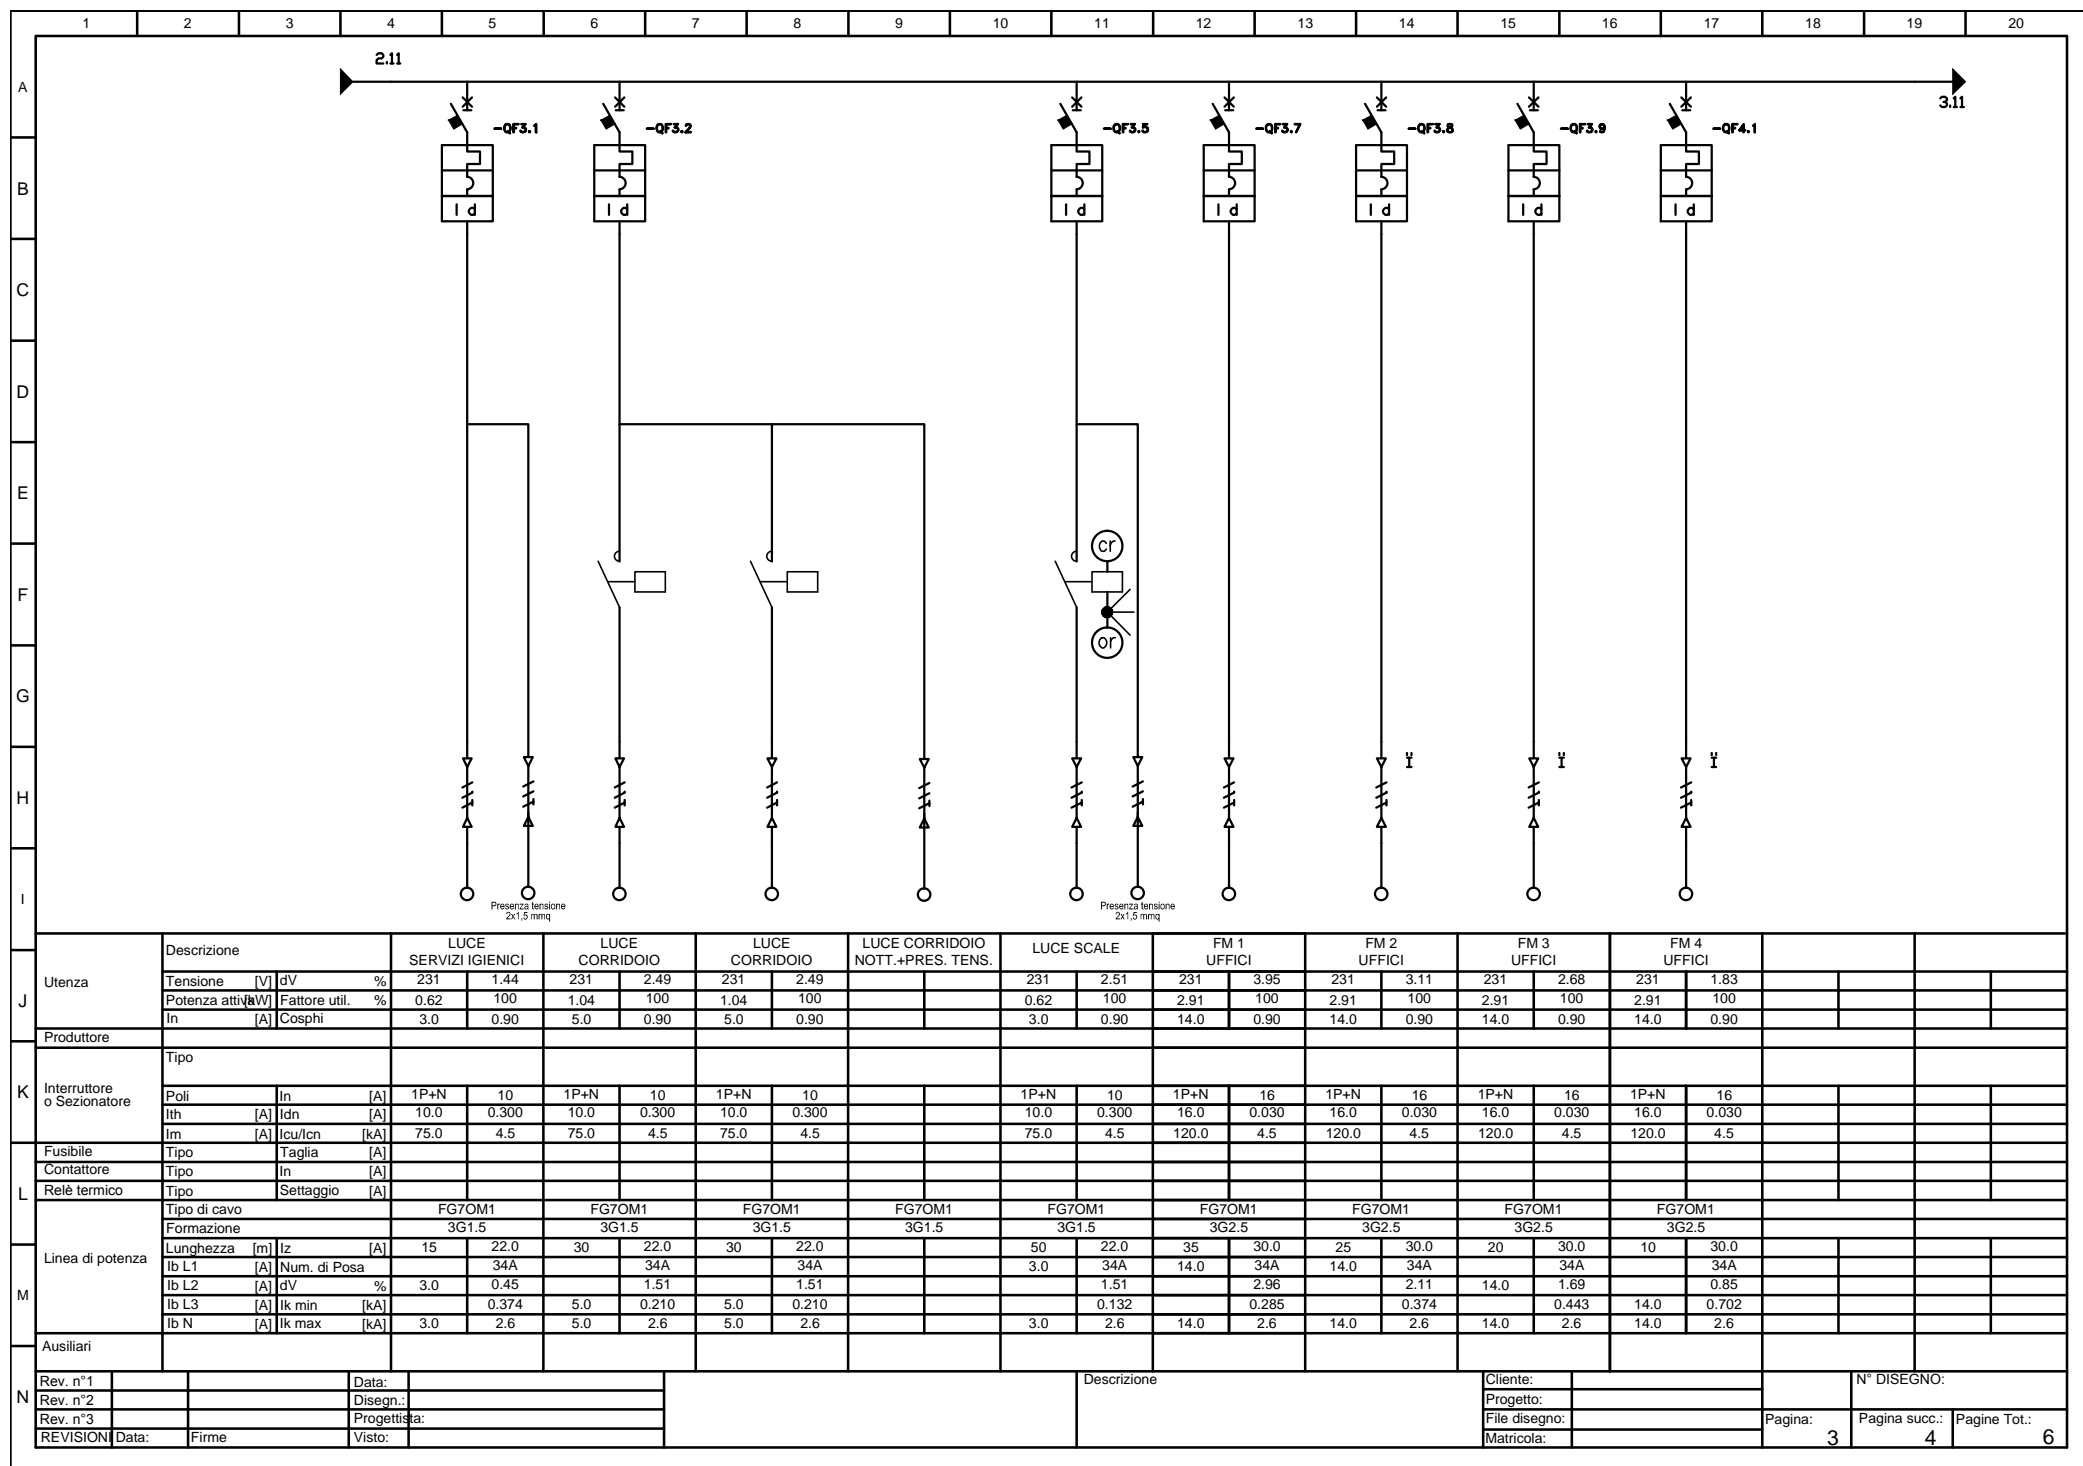 1 2 3 4 5 6 7 8 9 10 11 12 13 14 15 16 17 18 19 20
2.11
A
3.11
-QF3.1 -QF3.2 -QF3.5 -QF3.7 -QF3.8 -QF3.9 -QF4.1
B
I d I d I d I d I d I d I d
C
D
E
cr
F
or
G
Ï Ï Ï
H
I
Presenza tensione Presenza tensione
2x1,5 mmq 2x1,5 mmq
Descrizione LUCE LUCE LUCE LUCE CORRIDOIO LUCE SCALE FM 1 FM 2 FM 3 FM 4
SERVIZI IGIENICI CORRIDOIO CORRIDOIO NOTT.+PRES. TENS. UFFICI UFFICI UFFICI UFFICI
Utenza Tensione [V] dV % 231 1.44 231 2.49 231 2.49 231 2.51 231 3.95 231 3.11 231 2.68 231 1.83
J Potenza attiva [kW] Fattore util. % 0.62 100 1.04 100 1.04 100 0.62 100 2.91 100 2.91 100 2.91 100 2.91 100
In [A] Cosphi 3.0 0.90 5.0 0.90 5.0 0.90 3.0 0.90 14.0 0.90 14.0 0.90 14.0 0.90 14.0 0.90
Produttore
Tipo
K Interruttore
o Sezionatore
Poli In [A] 1P+N 10 1P+N 10 1P+N 10 1P+N 10 1P+N 16 1P+N 16 1P+N 16 1P+N 16
Ith [A] Idn [A] 10.0 0.300 10.0 0.300 10.0 0.300 10.0 0.300 16.0 0.030 16.0 0.030 16.0 0.030 16.0 0.030
Im [A] Icu/Icn [kA] 75.0 4.5 75.0 4.5 75.0 4.5 75.0 4.5 120.0 4.5 120.0 4.5 120.0 4.5 120.0 4.5
Fusibile Tipo Taglia [A]
Contattore Tipo In [A]
L Relè termico Tipo Settaggio [A]
Tipo di cavo FG7OM1 FG7OM1 FG7OM1 FG7OM1 FG7OM1 FG7OM1 FG7OM1 FG7OM1 FG7OM1
Formazione 3G1.5 3G1.5 3G1.5 3G1.5 3G1.5 3G2.5 3G2.5 3G2.5 3G2.5
Linea di potenza Lunghezza [m] Iz [A] 15 22.0 30 22.0 30 22.0 50 22.0 35 30.0 25 30.0 20 30.0 10 30.0
Ib L1 [A] Num. di Posa 34A 34A 34A 3.0 34A 14.0 34A 14.0 34A 34A 34A
M Ib L2 [A] dV % 3.0 0.45 1.51 1.51 1.51 2.96 2.11 14.0 1.69 0.85
Ib L3 [A] Ik min [kA] 0.374 5.0 0.210 5.0 0.210 0.132 0.285 0.374 0.443 14.0 0.702
Ib N [A] Ik max [kA] 3.0 2.6 5.0 2.6 5.0 2.6 3.0 2.6 14.0 2.6 14.0 2.6 14.0 2.6 14.0 2.6
Ausiliari
N
Rev. n°1 Data: Descrizione Cliente: N° DISEGNO:
Rev. n°2 Disegn.: Progetto:
Rev. n°3 Progettista: File disegno: Pagina: Pagina succ.: Pagine Tot.:
REVISIONI Data: Firme Visto: Matricola: 3 4 6